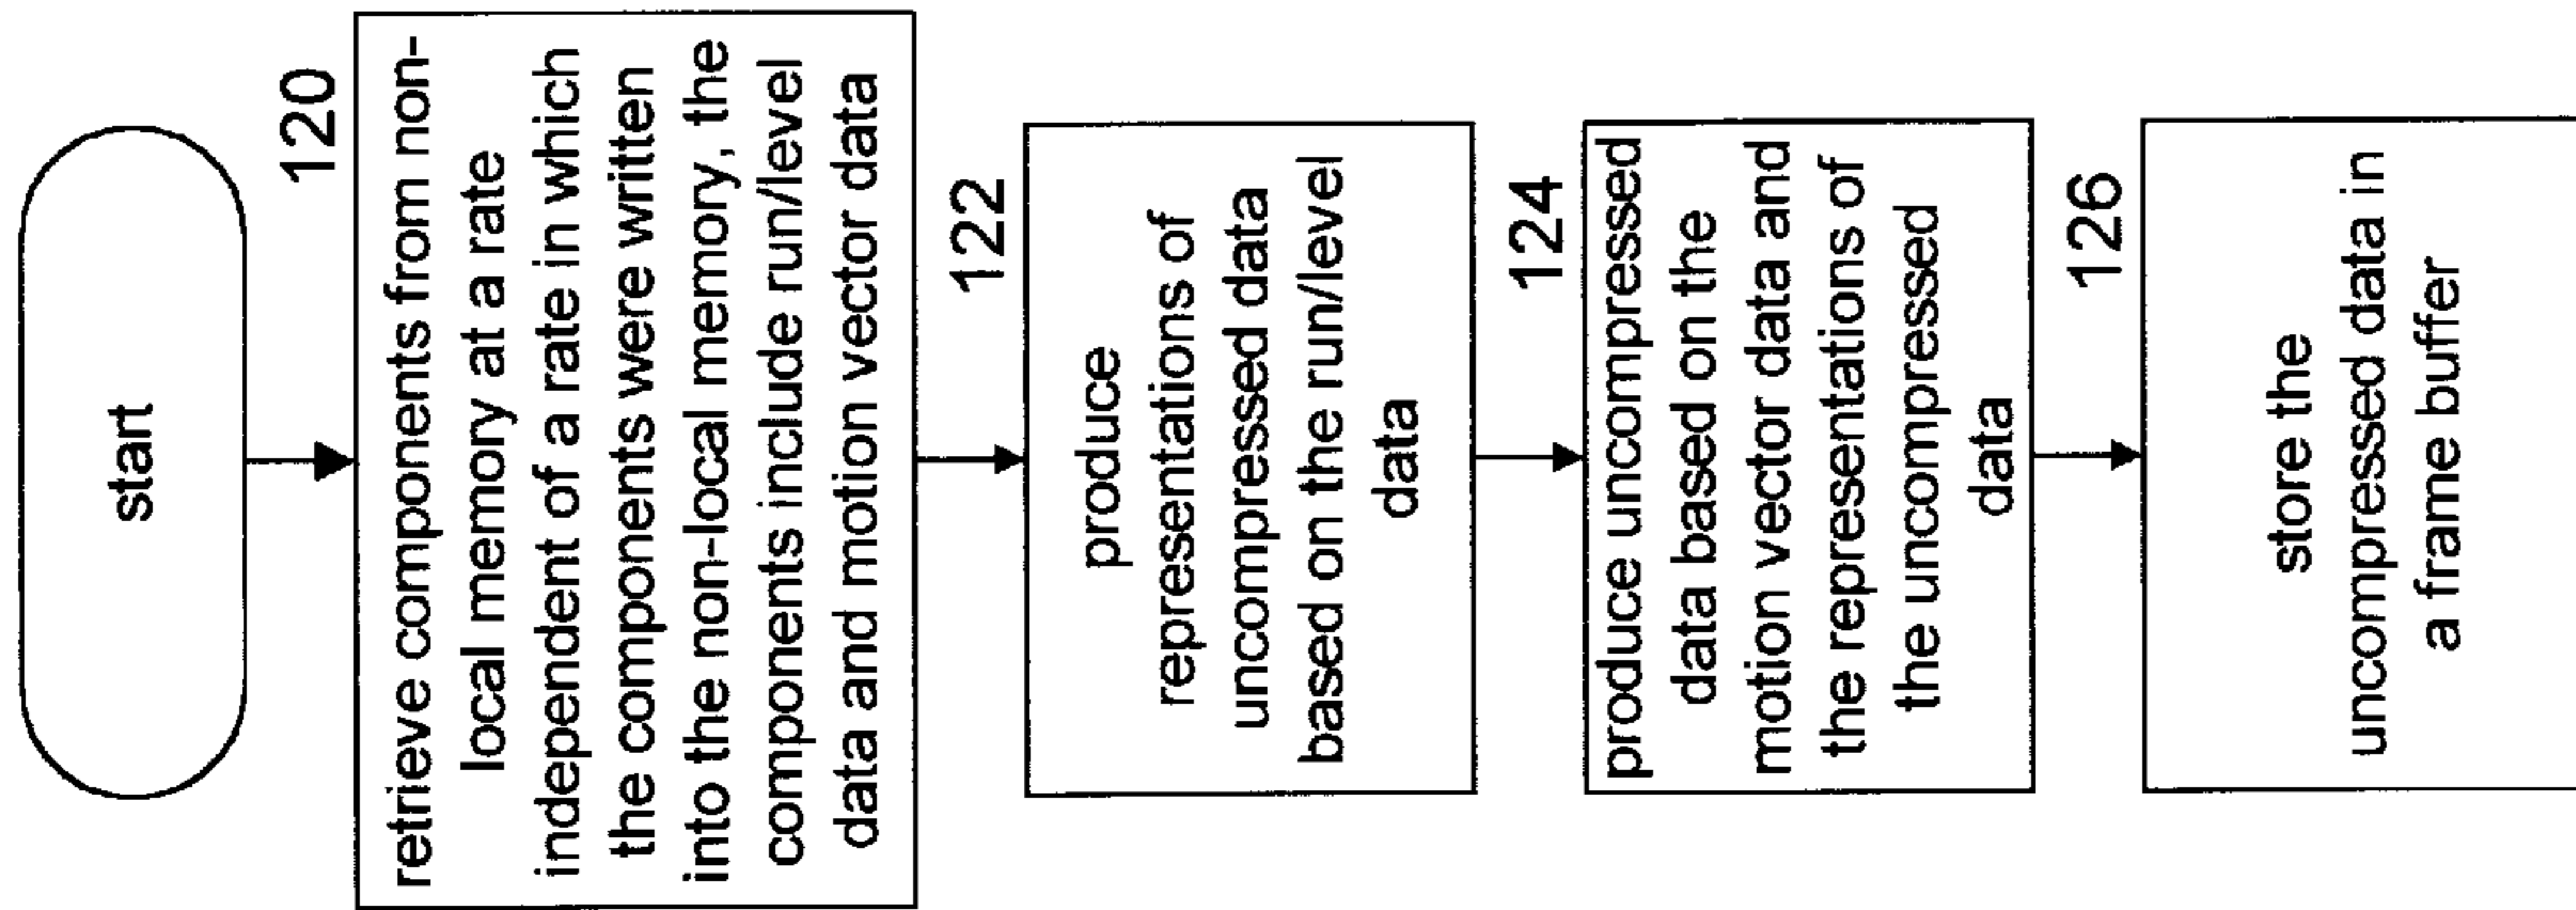 start
120
retrieve components from non-
local memory at a rate
independent of a rate in which
the components were written
into the non-local memory, the
components include run/level
data and motion vector data
122
produce
representations of
uncompressed data
based on the run/level
data
124
produce uncompressed
data based on the
motion vector data and
the representations of
the uncompressed
data
126
store the
uncompressed data in
a frame buffer